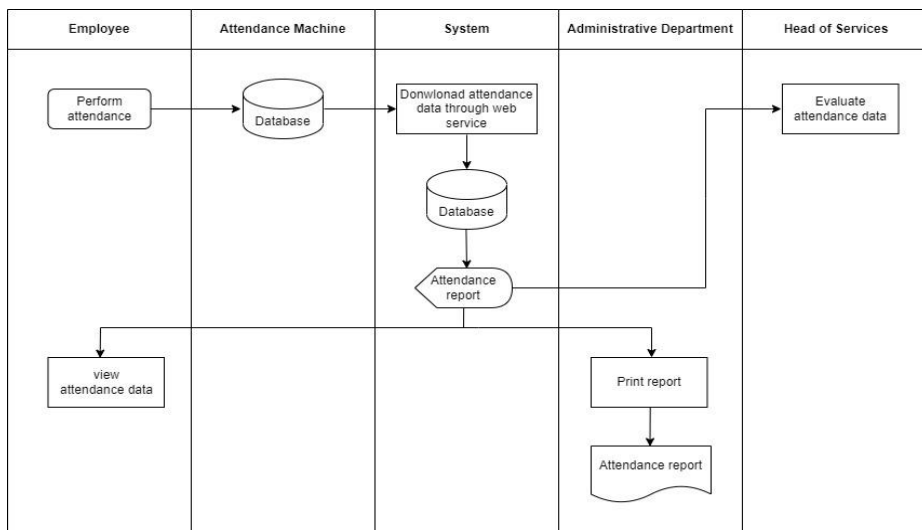 Employee
Attendance Machine
System
Administrative Department
Head of Services
Perform
attendance
Database
Donwlonad attendance
data through web
service
Evaluate
attendance data
Database
Attendance
report
view
attendance data
Print report
Attendance report